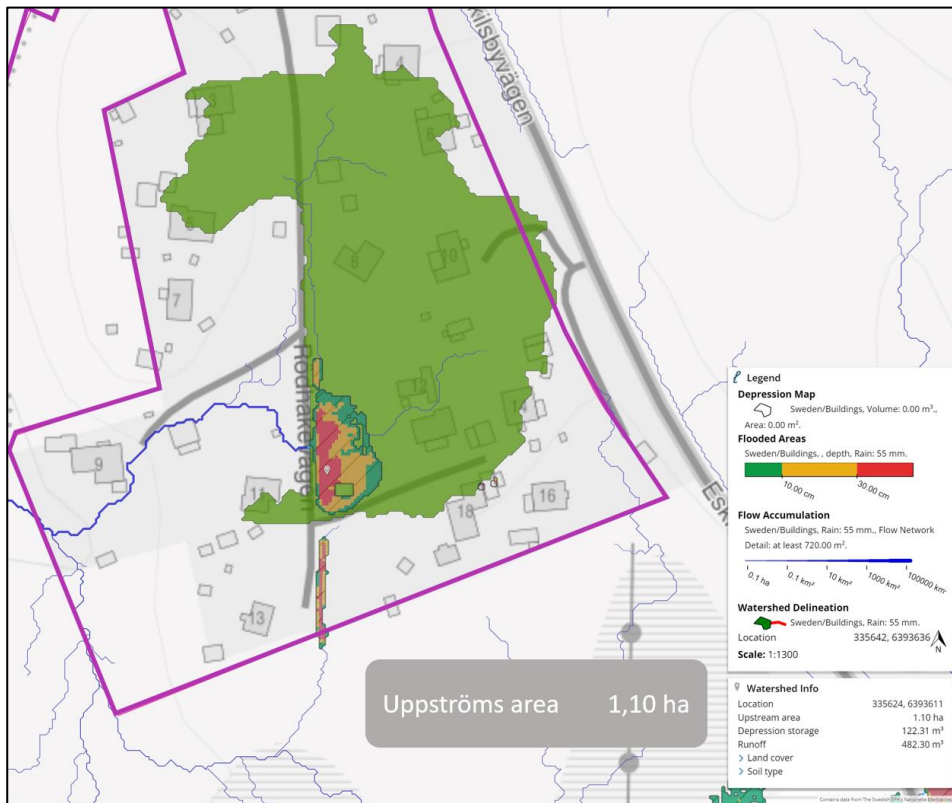 kilsbyvägen
4
3
6
5
8
10
7
Rödhakevägen
12
14
9
11
16
18
13
Esk
Uppströms area 1,10 ha
Legend
Depression Map
Sweden/Buildings, Volume: 0.00 m³.,
Area: 0.00 m².
Flooded Areas
Sweden/Buildings, , depth, Rain: 55 mm.
10.00 cm
30.00 cm
Flow Accumulation
Sweden/Buildings, Rain: 55 mm., Flow Network
Detail: at least 720.00 m².
0.1 ha
0.1 km²
10 km²
1000 km²
100000 km²
Watershed Delineation
Sweden/Buildings, Rain: 55 mm.
Location 335642, 6393636
N
Scale: 1:1300
Watershed Info
Location 335624, 6393611
Upstream area 1.10 ha
Depression storage 122.31 m³
Runoff 482.30 m³
> Land cover
> Soil type